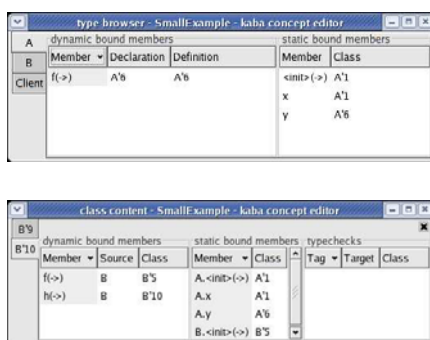 type browser - SmallExample - kaba concept editor
A
B
Client
dynamic bound members
static bound members
Member Declaration Definition
Member Class
f(->) A'6 A'6
<init>(->) A'1
x A'1
y A'6
class content - SmallExample - kaba concept editor
B'9
B'10
dynamic bound members static bound members typechecks
Member Source Class Member Class Tag Target Class
f(->) B B'5 A.<init>(->) A'1
h(->) B B'10 A.x A'1
A.y A'6
B.<init>(->) B'5